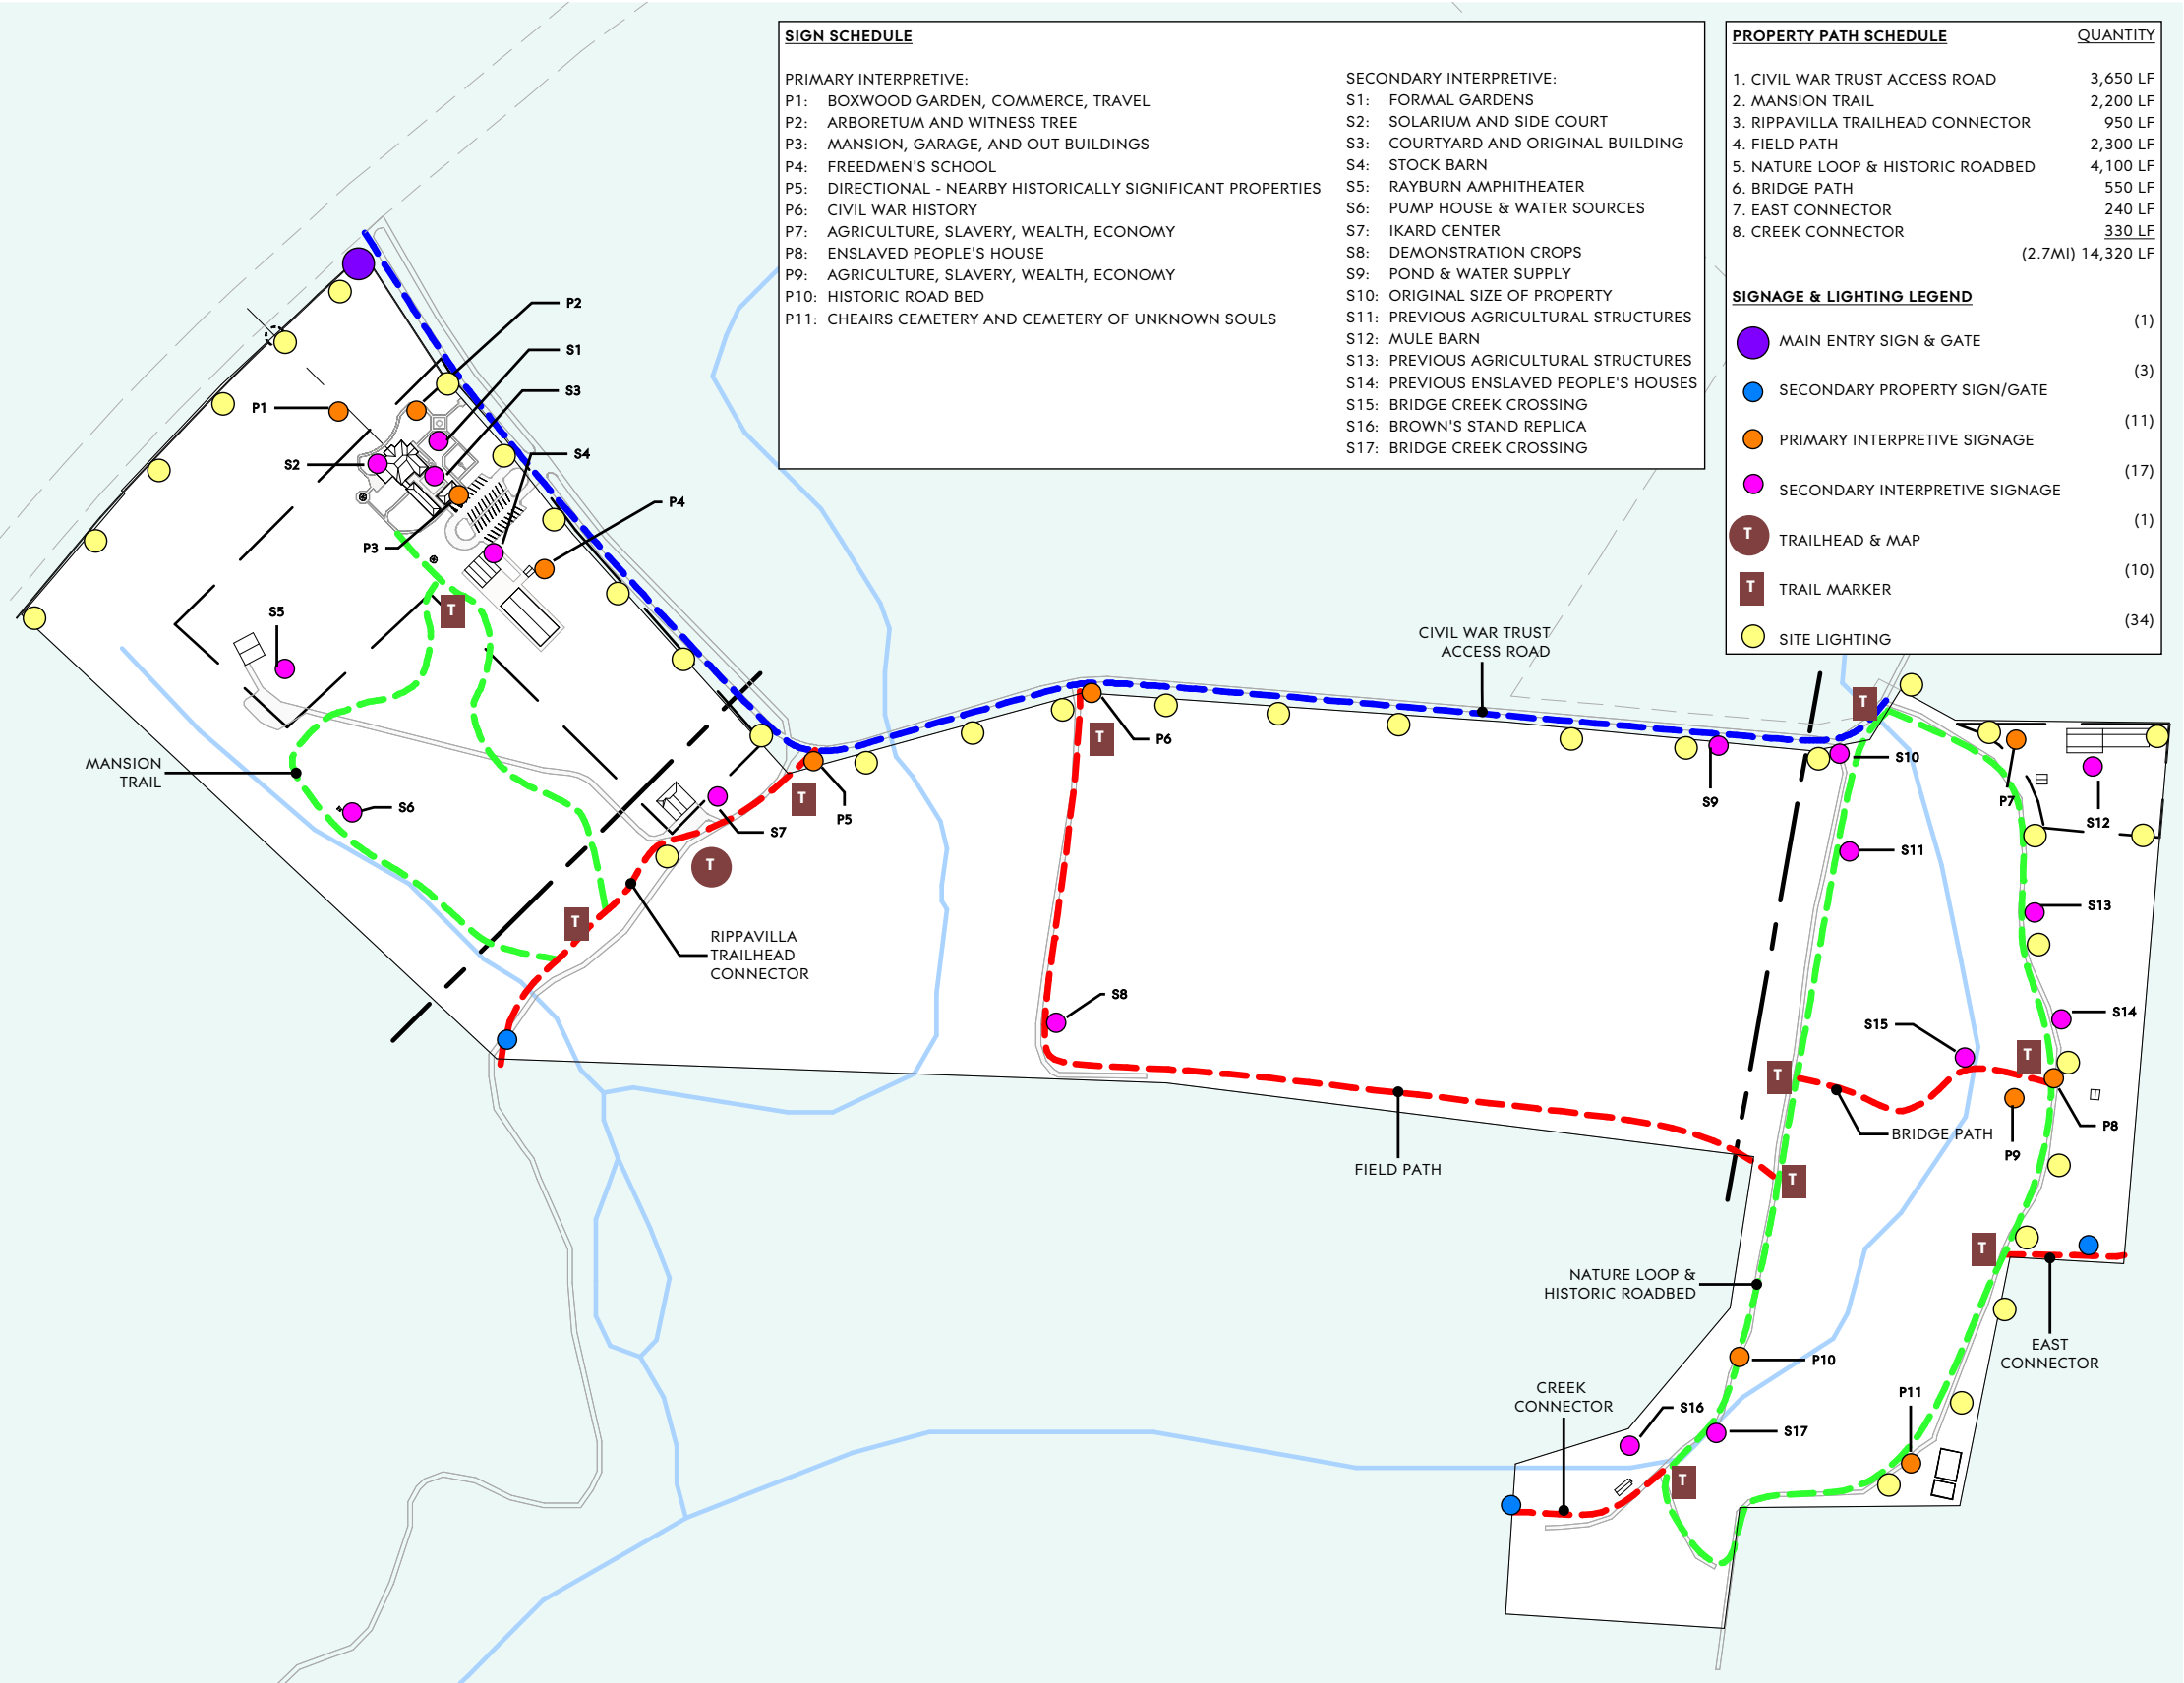 SIGN SCHEDULE
PRIMARY INTERPRETIVE:
P1: BOXWOOD GARDEN, COMMERCE, TRAVEL
P2: ARBORETUM AND WITNESS TREE
P3: MANSION, GARAGE, AND OUT BUILDINGS
P4: FREEDMEN'S SCHOOL
P5: DIRECTIONAL - NEARBY HISTORICALLY SIGNIFICANT PROPERTIES
P6: CIVIL WAR HISTORY
P7: AGRICULTURE, SLAVERY, WEALTH, ECONOMY
P8: ENSLAVED PEOPLE'S HOUSE
P9: AGRICULTURE, SLAVERY, WEALTH, ECONOMY
P10: HISTORIC ROAD BED
P11: CHEAIRS CEMETERY AND CEMETERY OF UNKNOWN SOULS
SECONDARY INTERPRETIVE:
S1: FORMAL GARDENS
S2: SOLARIUM AND SIDE COURT
S3: COURTYARD AND ORIGINAL BUILDING
S4: STOCK BARN
S5: RAYBURN AMPHITHEATER
S6: PUMP HOUSE & WATER SOURCES
S7: IKARD CENTER
S8: DEMONSTRATION CROPS
S9: POND & WATER SUPPLY
S10: ORIGINAL SIZE OF PROPERTY
S11: PREVIOUS AGRICULTURAL STRUCTURES
S12: MULE BARN
S13: PREVIOUS AGRICULTURAL STRUCTURES
S14: PREVIOUS ENSLAVED PEOPLE'S HOUSES
S15: BRIDGE CREEK CROSSING
S16: BROWN'S STAND REPLICA
S17: BRIDGE CREEK CROSSING
PROPERTY PATH SCHEDULE QUANTITY
1. CIVIL WAR TRUST ACCESS ROAD 3,650 LF
2. MANSION TRAIL 2,200 LF
3. RIPPAVILLA TRAILHEAD CONNECTOR 950 LF
4. FIELD PATH 2,300 LF
5. NATURE LOOP & HISTORIC ROADBED 4,100 LF
6. BRIDGE PATH 550 LF
7. EAST CONNECTOR 240 LF
8. CREEK CONNECTOR 330 LF
(2.7MI) 14,320 LF
SIGNAGE & LIGHTING LEGEND
(1)
MAIN ENTRY SIGN & GATE
(3)
SECONDARY PROPERTY SIGN/GATE
(11)
PRIMARY INTERPRETIVE SIGNAGE
(17)
SECONDARY INTERPRETIVE SIGNAGE
(1)
T TRAILHEAD & MAP
(10)
T TRAIL MARKER
(34)
SITE LIGHTING
P2
S1
S3
P1
S2
S4
P4
P3
T
S5
MANSION
TRAIL
S6
S7
T
P5
T
T
RIPPAVILLA
TRAILHEAD
CONNECTOR
CIVIL WAR TRUST
ACCESS ROAD
T
P6
S8
FIELD PATH
S9
T
S10
P7
S12
S11
S13
S14
S15
T
T
BRIDGE PATH
P8
P9
T
T
NATURE LOOP &
HISTORIC ROADBED
EAST
CONNECTOR
P10
P11
CREEK
CONNECTOR
S16
S17
T